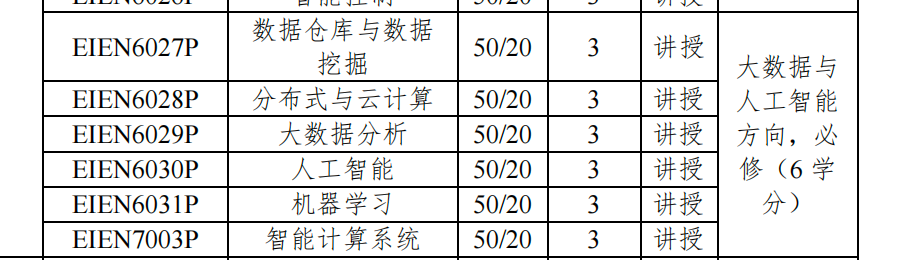 EIEN6026P 智能控制 50/20 3 讲授
EIEN6027P 数据仓库与数据
挖掘 50/20 3 讲授
EIEN6028P 分布式与云计算 50/20 3 讲授
EIEN6029P 大数据分析 50/20 3 讲授
EIEN6030P 人工智能 50/20 3 讲授
EIEN6031P 机器学习 50/20 3 讲授
EIEN7003P 智能计算系统 50/20 3 讲授
大数据与
人工智能
方向，必
修（6 学
分）